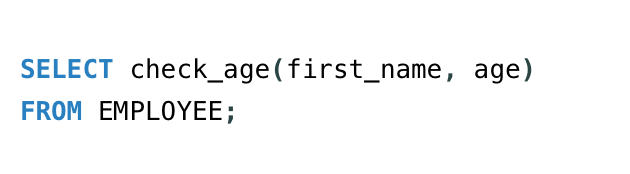 SELECT check_age(first_name, age)
FROM EMPLOYEE;